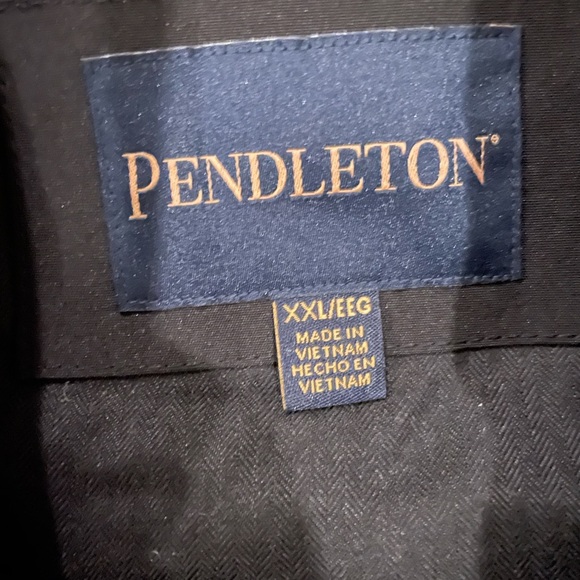 PENDLETON®
XXL/EEG
MADE IN
VIETNAM
HECHO EN
VIETNAM